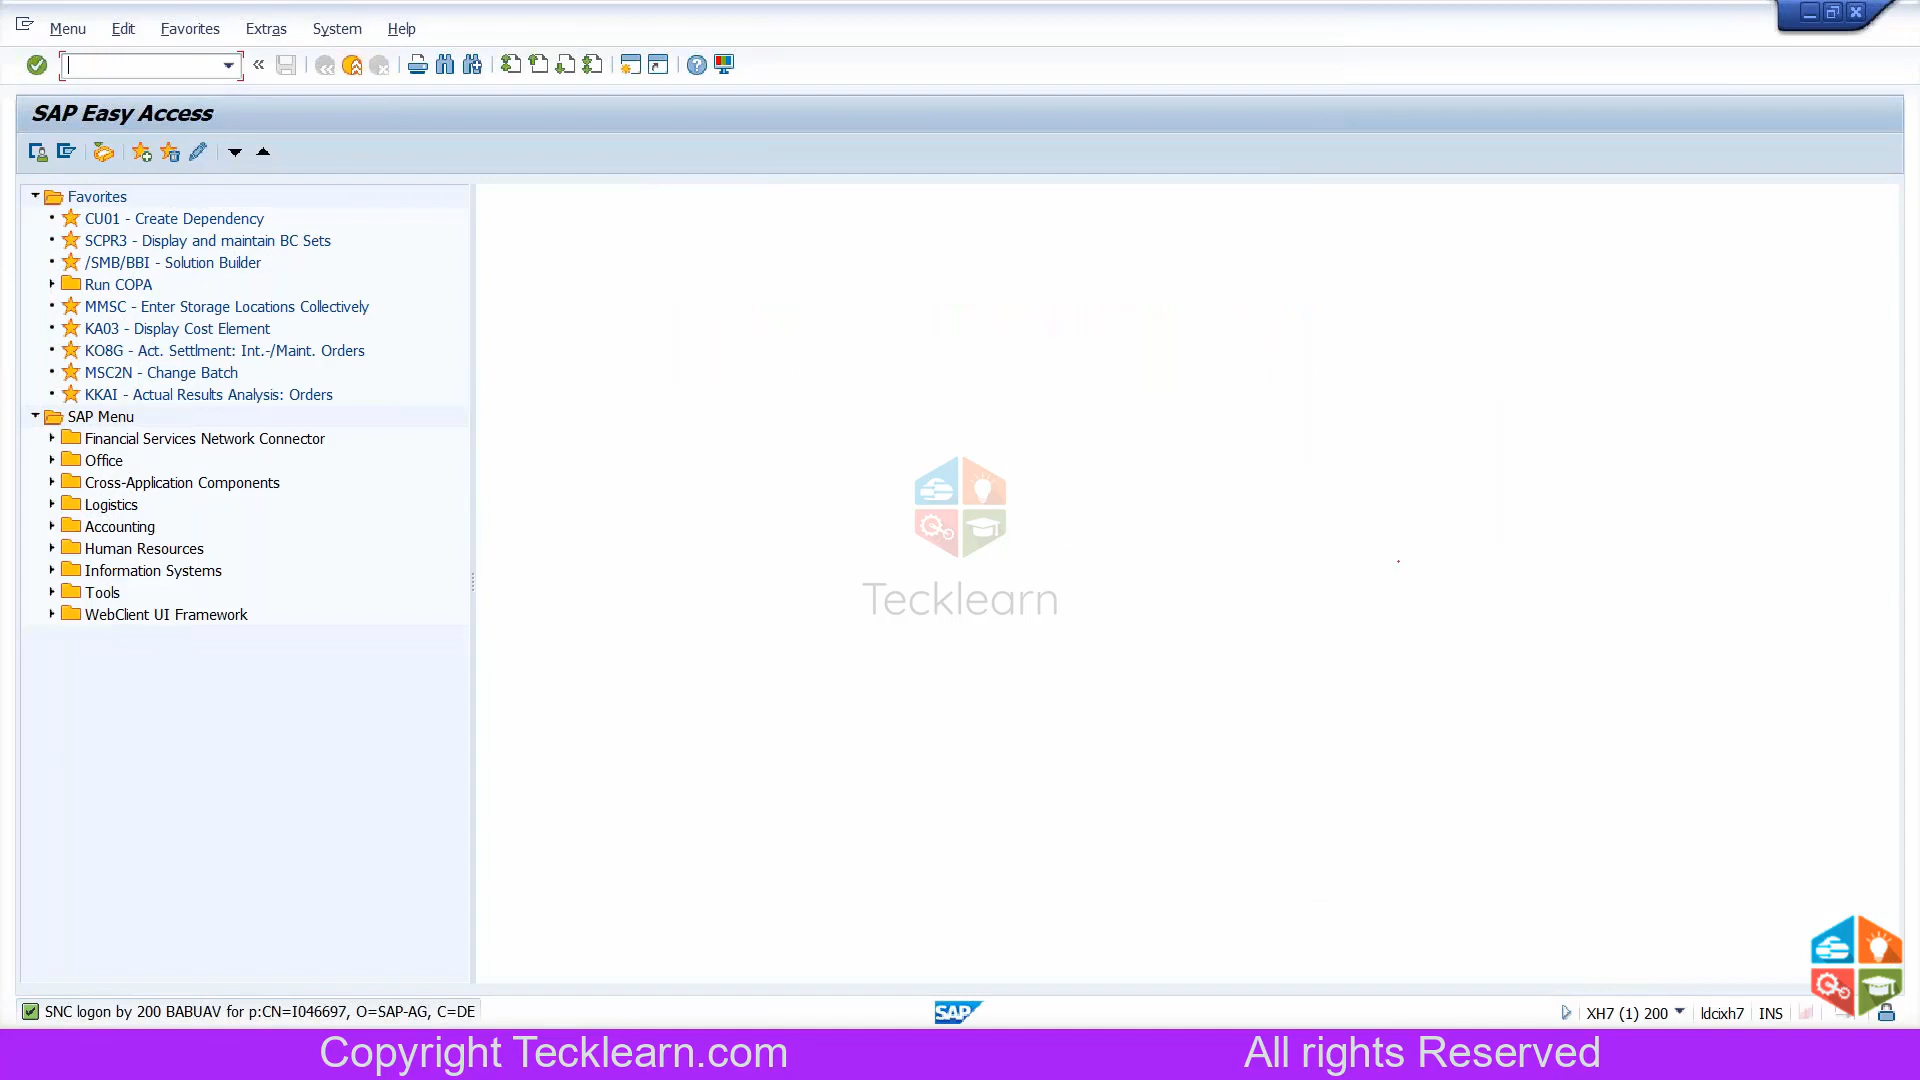 Menu Edit Favorites Extras System Help
SAP Easy Access
Favorites
CU01 - Create Dependency
SCPR3 - Display and maintain BC Sets
/SMB/BBI - Solution Builder
Run COPA
MMSC - Enter Storage Locations Collectively
KA03 - Display Cost Element
KO8G - Act. Settlment: Int.-/Maint. Orders
MSC2N - Change Batch
KKAI - Actual Results Analysis: Orders
SAP Menu
Financial Services Network Connector
Office
Cross-Application Components
Logistics
Accounting
Human Resources
Information Systems
Tools
WebClient UI Framework
Tecklearn
SNC logon by 200 BABUAV for p:CN=I046697, O=SAP-AG, C=DE
SAP
XH7 (1) 200 ldcixh7 INS
Copyright Tecklearn.com All rights Reserved